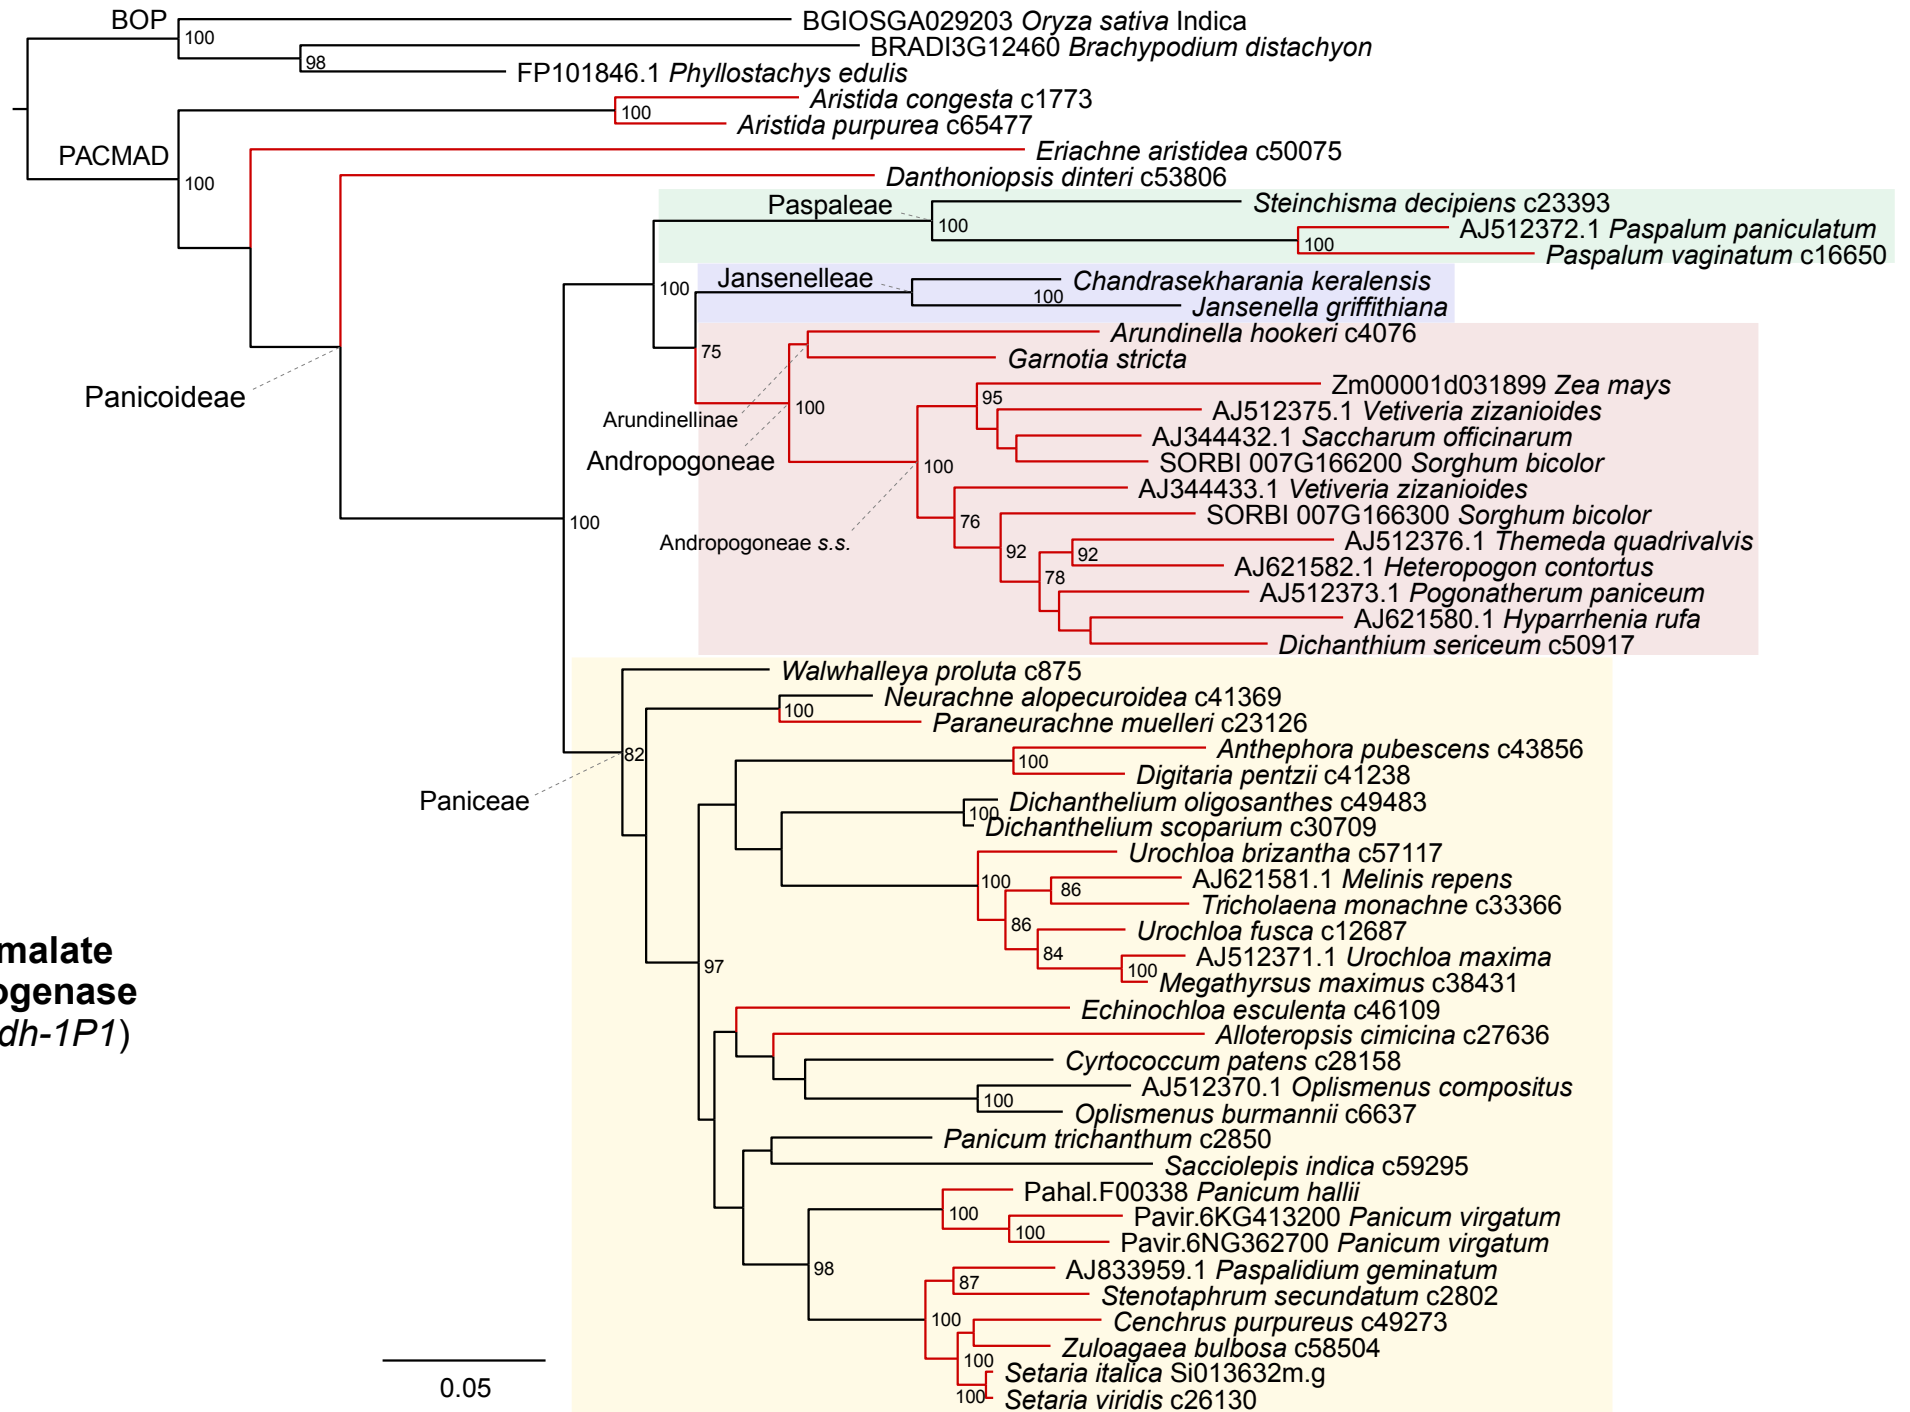 BOP
100
BGIOSGA029203 Oryza sativa Indica
BRADI3G12460 Brachypodium distachyon
98
FP101846.1 Phyllostachys edulis
Aristida congesta c1773
100
Aristida purpurea c65477
PACMAD
100
Eriachne aristidea c50075
Danthoniopsis dinteri c53806
Paspaleae
100
Steinchisma decipiens c23393
AJ512372.1 Paspalum paniculatum
100
Paspalum vaginatum c16650
100
Jansenelleae
Chandrasekharania keralensis
100
Jansenella griffithiana
75
Arundinella hookeri c4076
Garnotia stricta
Panicoideae
Arundinellinae
100
Zm00001d031899 Zea mays
95
AJ512375.1 Vetiveria zizanioides
AJ344432.1 Saccharum officinarum
Andropogoneae
100
SORBI 007G166200 Sorghum bicolor
AJ344433.1 Vetiveria zizanioides
76
SORBI 007G166300 Sorghum bicolor
100
Andropogoneae s.s.
92
AJ512376.1 Themeda quadrivalvis
92
AJ621582.1 Heteropogon contortus
78
AJ512373.1 Pogonatherum paniceum
AJ621580.1 Hyparrhenia rufa
Dichanthium sericeum c50917
Walwhalleya proluta c875
Neurachne alopecuroidea c41369
100
Paraneurachne muelleri c23126
82
Anthephora pubescens c43856
100
Digitaria pentzii c41238
Paniceae
Dichanthelium oligosanthes c49483
100
Dichanthelium scoparium c30709
Urochloa brizantha c57117
100
AJ621581.1 Melinis repens
86
Tricholaena monachne c33366
86
Urochloa fusca c12687
84
AJ512371.1 Urochloa maxima
100
Megathyrsus maximus c38431
97
malate
ogenase
dh-1P1)
Echinochloa esculenta c46109
Alloteropsis cimicina c27636
Cyrtococcum patens c28158
AJ512370.1 Oplismenus compositus
100
Oplismenus burmannii c6637
Panicum trichanthum c2850
Sacciolepis indica c59295
Pahal.F00338 Panicum hallii
100
Pavir.6KG413200 Panicum virgatum
100
Pavir.6NG362700 Panicum virgatum
98
AJ833959.1 Paspalidium geminatum
87
Stenotaphrum secundatum c2802
100
Cenchrus purpureus c49273
Zuloagaea bulbosa c58504
100
Setaria italica Si013632m.g
100
Setaria viridis c26130
0.05